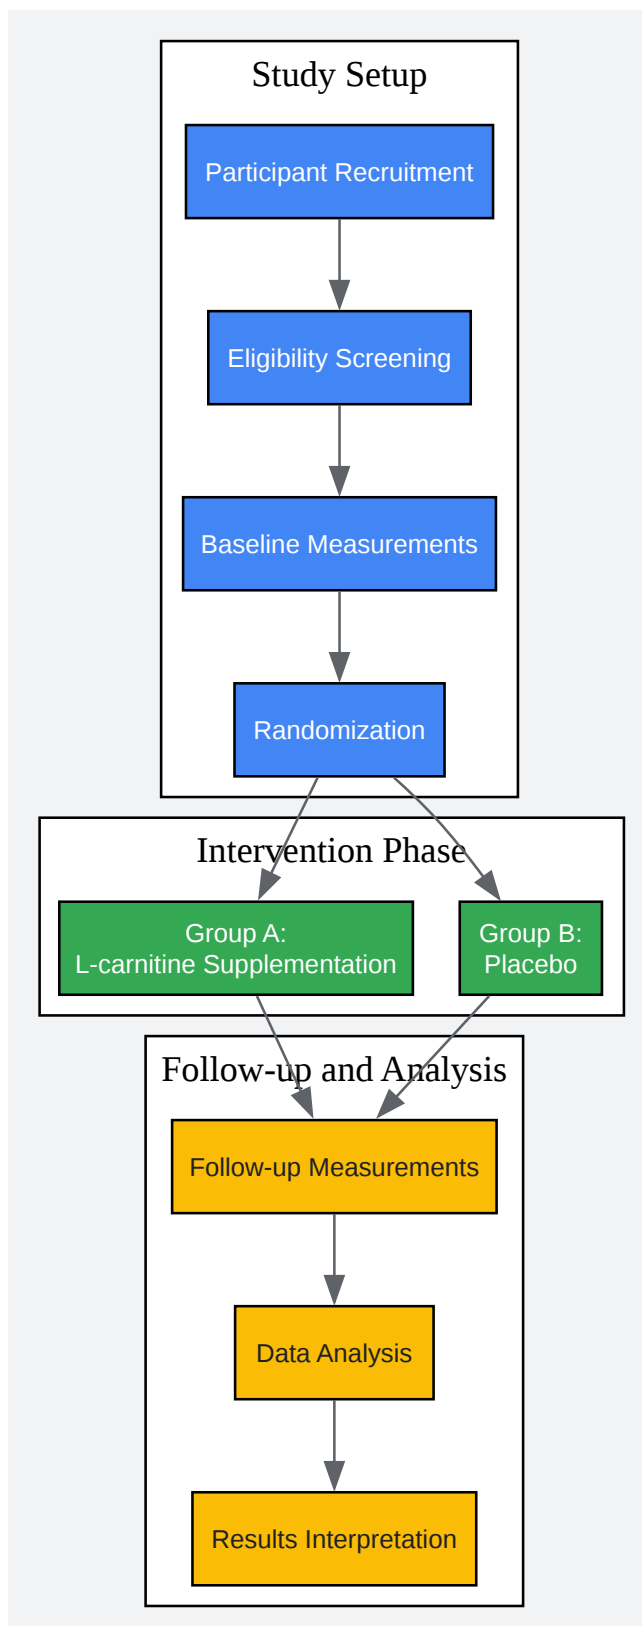 Study Setup
Participant Recruitment
Eligibility Screening
Baseline Measurements
Randomization
Intervention Phase
Group A:
L-carnitine Supplementation
Group B:
Placebo
Follow-up and Analysis
Follow-up Measurements
Data Analysis
Results Interpretation